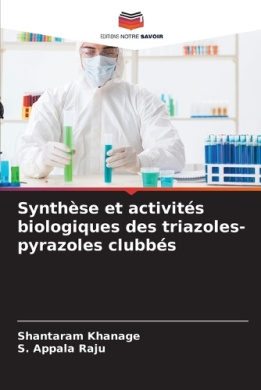 EDITIONS NOTRE SAVOIR
Synthèse et activités
biologiques des triazoles-
pyrazoles clubbés
Shantaram Khanage
S. Appala Raju